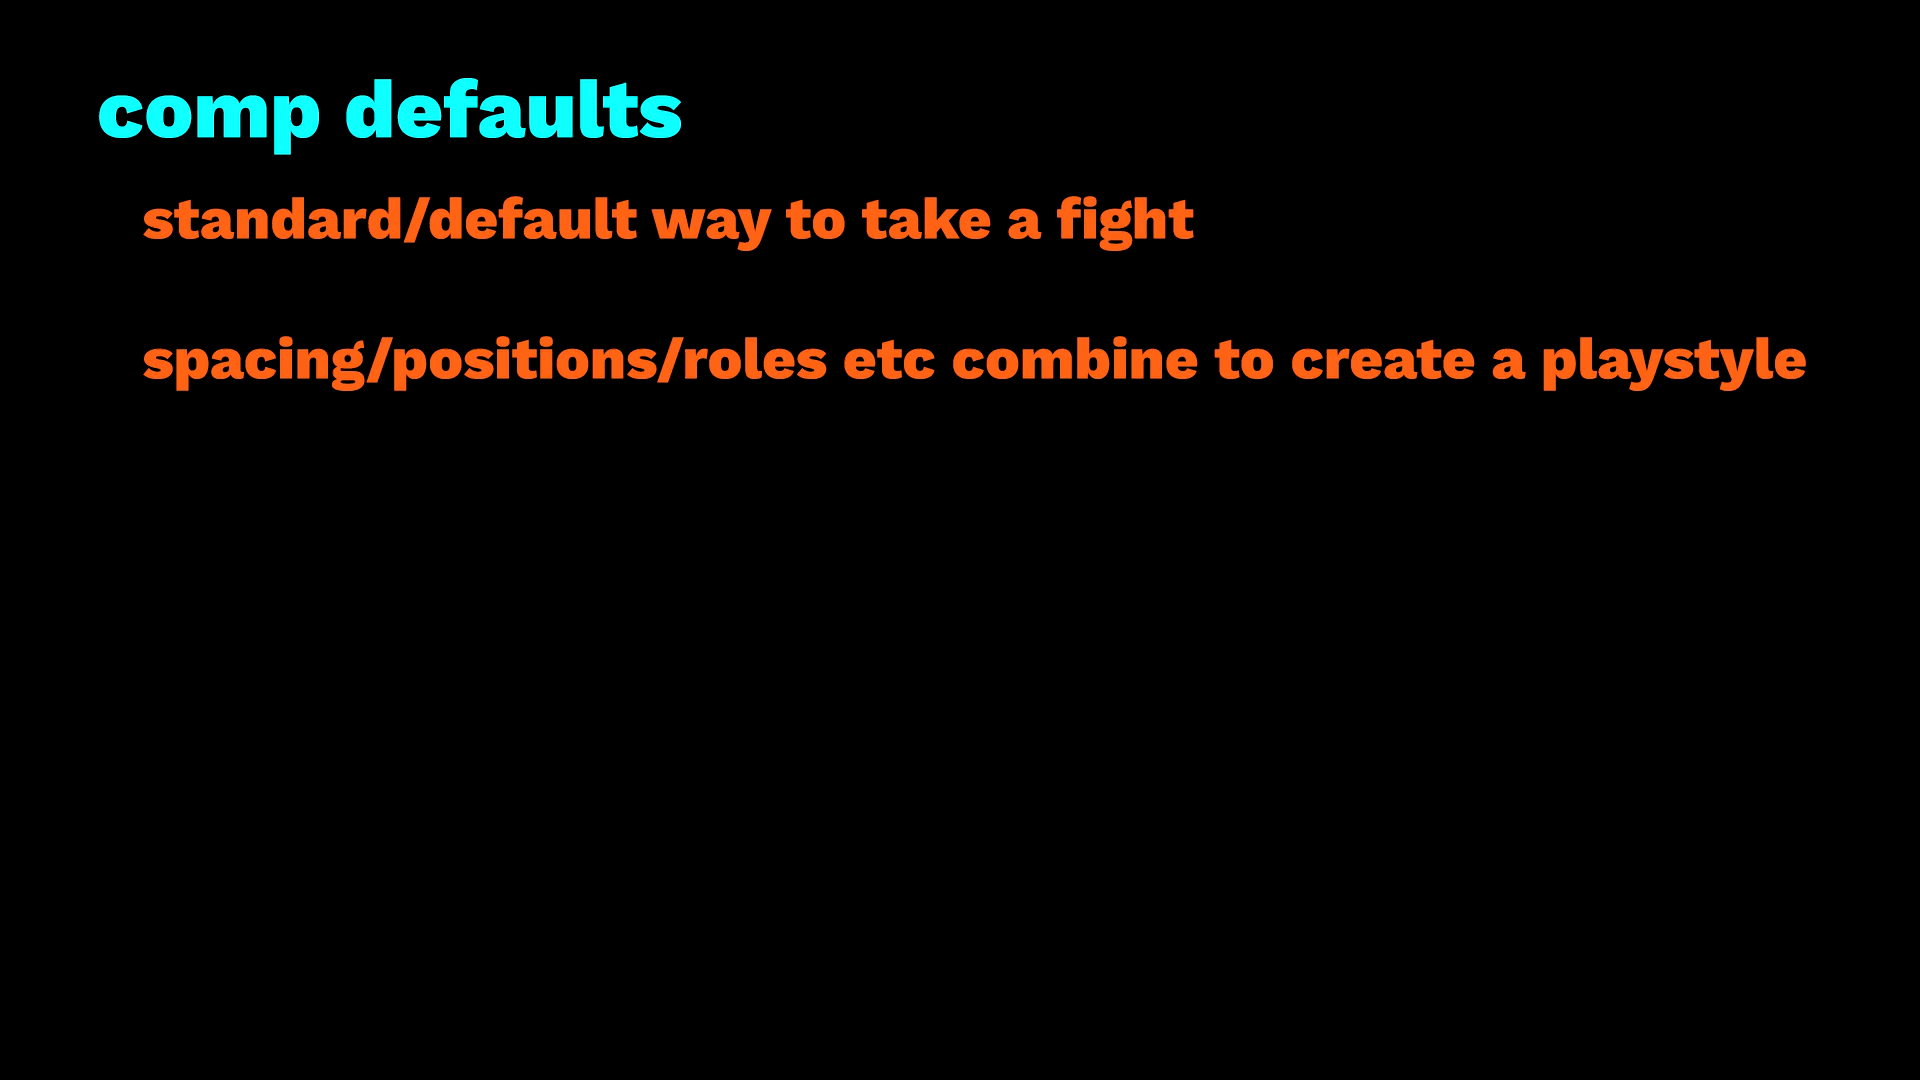 comp defaults
standard/default way to take a fight
spacing/positions/roles etc combine to create a playstyle